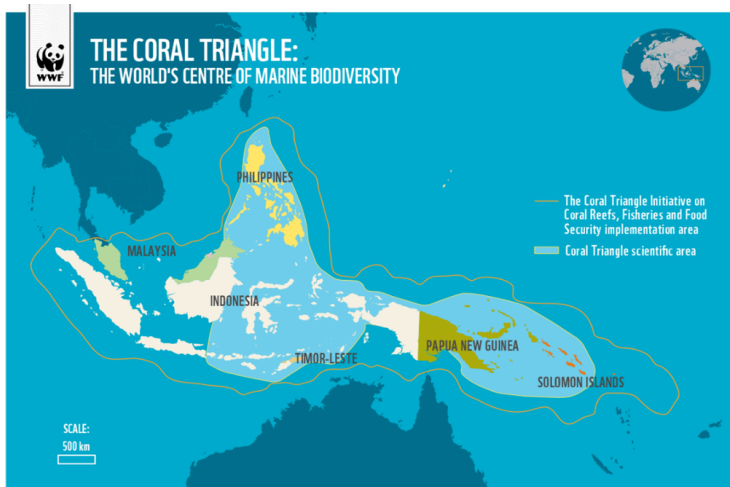 WWF
THE CORAL TRIANGLE:
THE WORLD'S CENTRE OF MARINE BIODIVERSITY
PHILIPPINES
The Coral Triangle Initiative on
Coral Reefs, Fisheries and Food
Security implementation area
Coral Triangle scientific area
MALAYSIA
INDONESIA
PAPUA NEW GUINEA
TIMOR-LESTE
SOLOMON ISLANDS
SCALE:
500 km